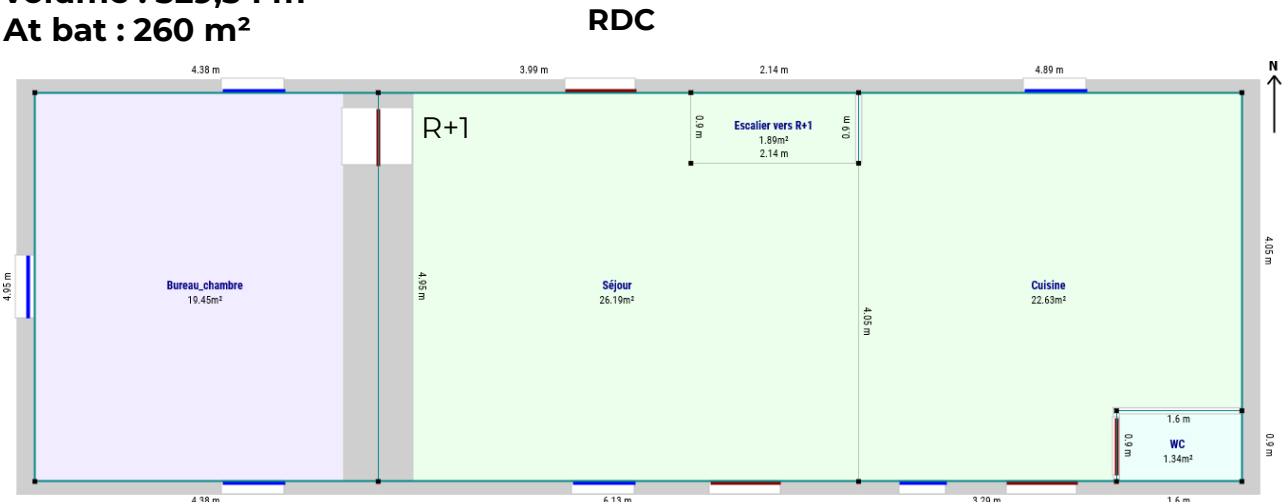 Volume : 329,54 m
At bat : 260 m²
RDC
N
4.38 m
3.99 m
2.14 m
4.89 m
R+1
0.9 m
Escalier vers R+1
1.89m²
2.14 m
0.9 m
4.95 m
Bureau_chambre
19.45m²
4.95 m
Séjour
26.19m²
4.05 m
Cuisine
22.63m²
4.05 m
1.6 m
0.9 m
WC
1.34m²
0.9 m
4.38 m
6.13 m
3.29 m
1.6 m